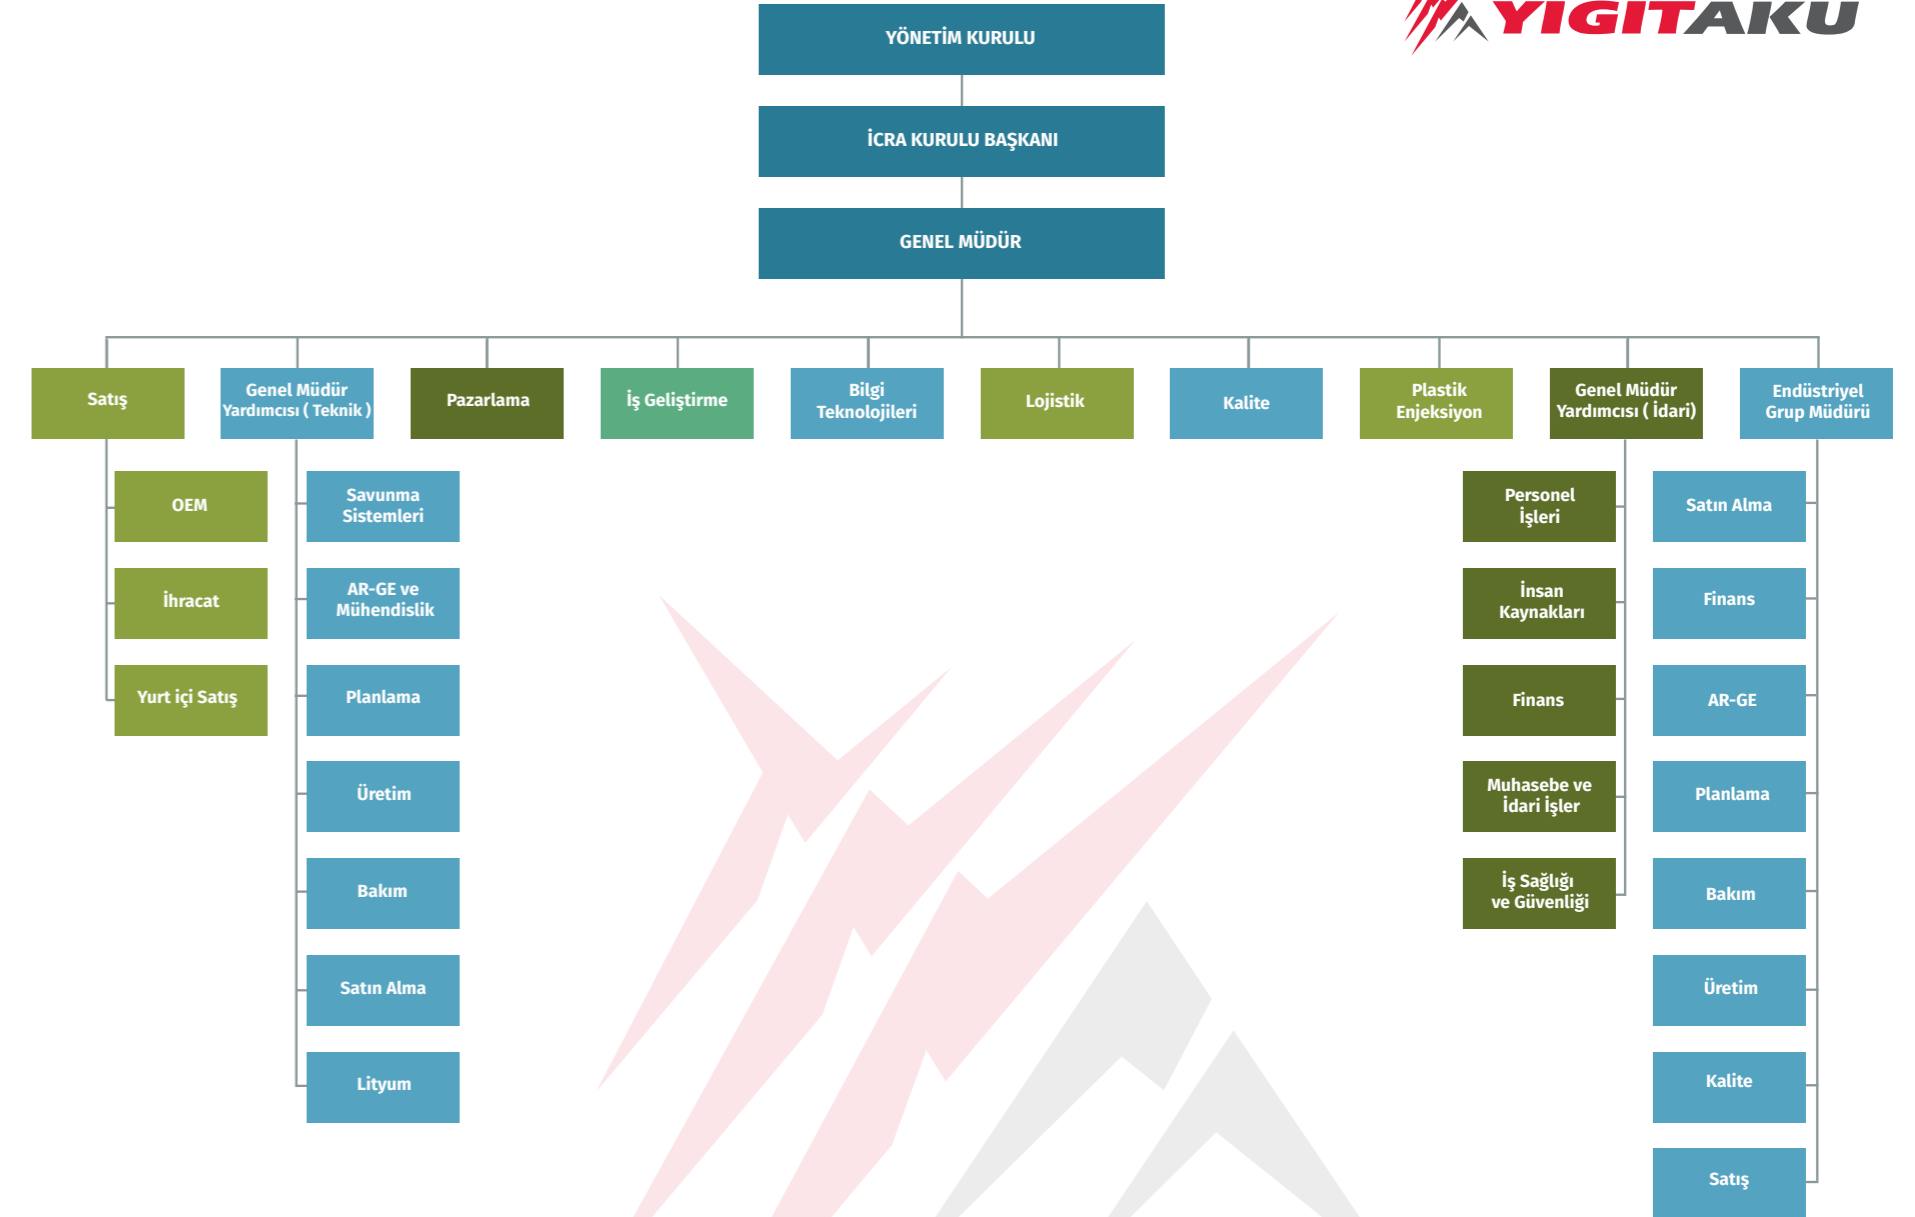 YIGITAKU
YÖNETİM KURULU
İCRA KURULU BAŞKANI
GENEL MÜDÜR
Satış
Genel Müdür
Yardımcısı ( Teknik )
Pazarlama
İş Geliştirme
Bilgi
Teknolojileri
Lojistik
Kalite
Plastik
Enjeksiyon
Genel Müdür
Yardımcısı ( İdari)
Endüstriyel
Grup Müdürü
OEM
İhracat
Yurt içi Satış
Savunma
Sistemleri
AR-GE ve
Mühendislik
Planlama
Üretim
Bakım
Satın Alma
Lityum
Personel
İşleri
İnsan
Kaynakları
Finans
Muhasebe ve
İdari İşler
İş Sağlığı
ve Güvenliği
Satın Alma
Finans
AR-GE
Planlama
Bakım
Üretim
Kalite
Satış